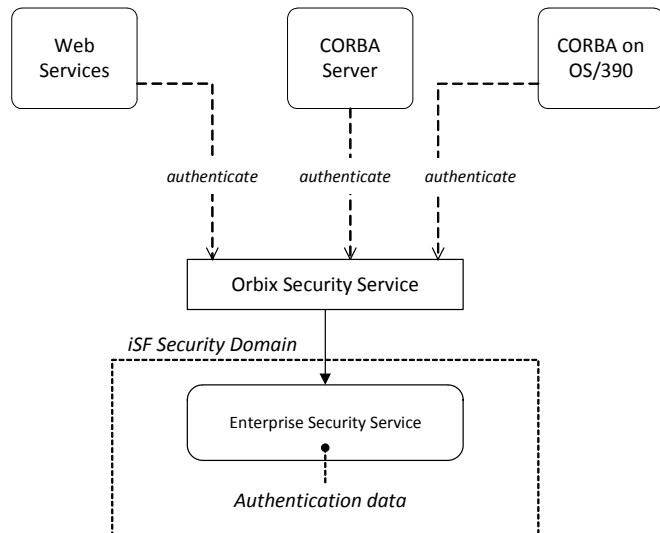 Web
Services
CORBA
Server
CORBA on
OS/390
authenticate
authenticate
authenticate
Orbix Security Service
iSF Security Domain
Enterprise Security Service
Authentication data